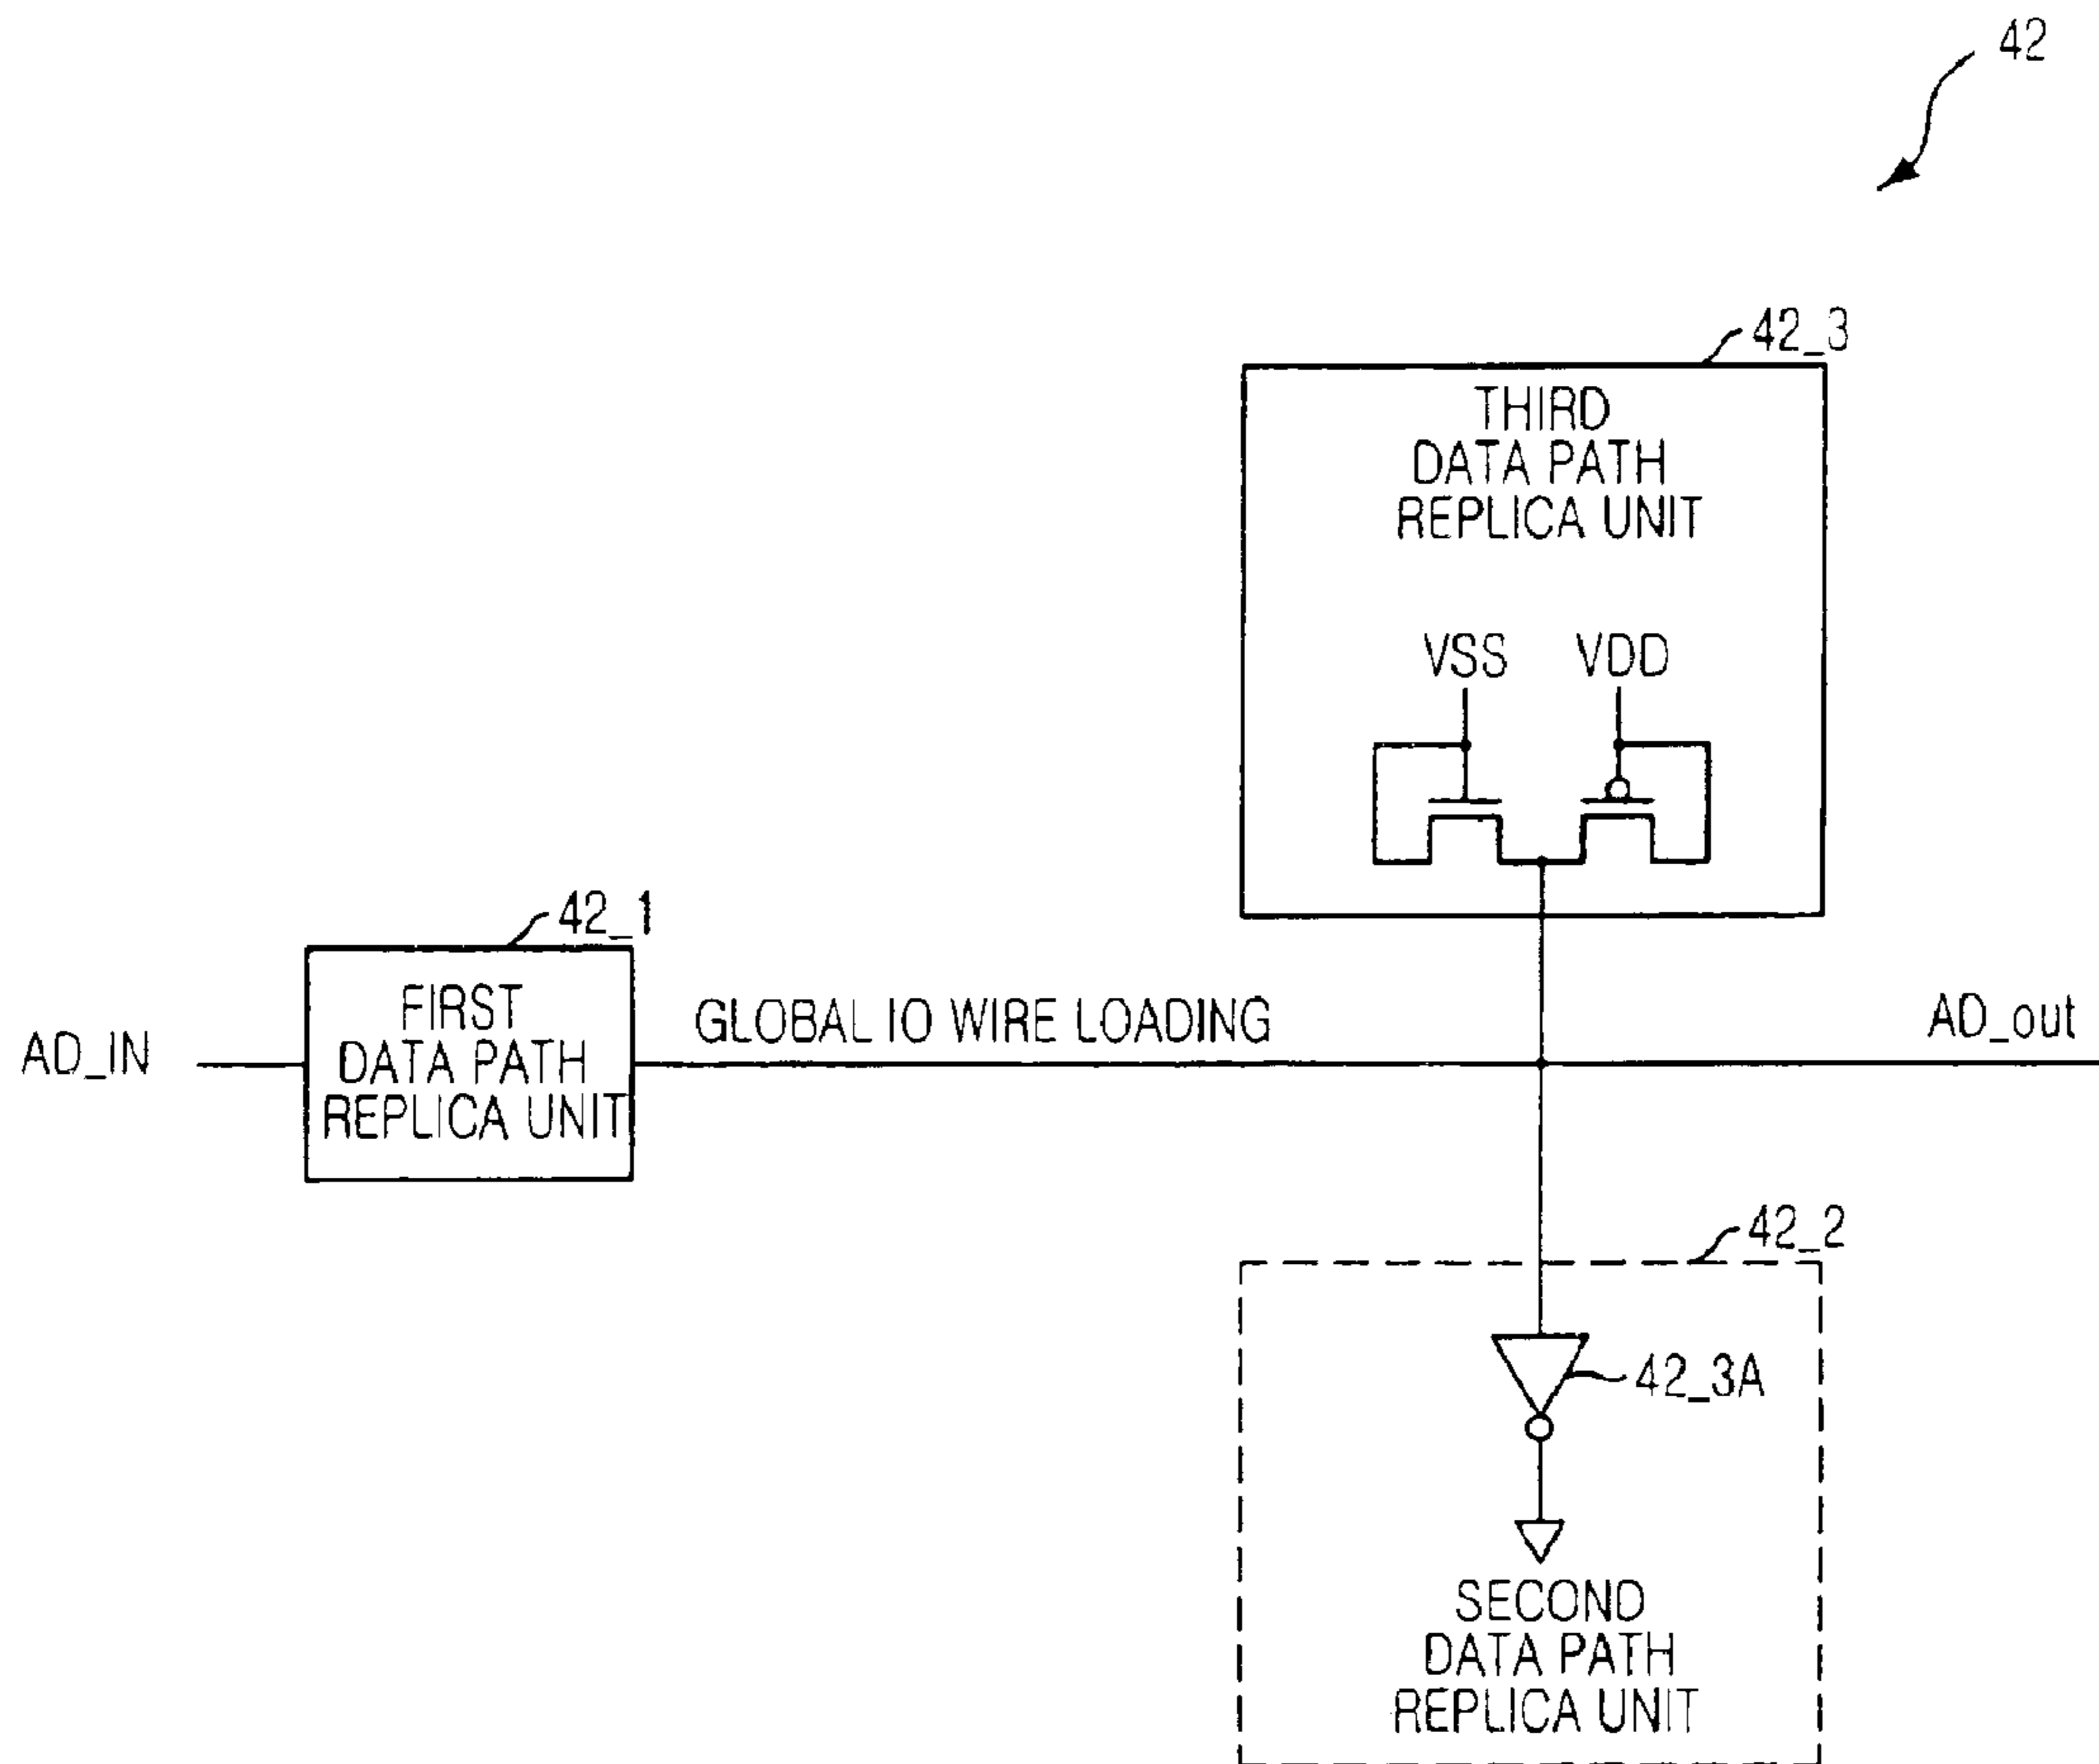 42
42_3
THIRD
DATA PATH
REPLICA UNIT
VSS VDD
42_1
FIRST
DATA PATH
REPLICA UNIT
AD_IN
GLOBAL IO WIRE LOADING
AD_out
42_2
42_3A
SECOND
DATA PATH
REPLICA UNIT